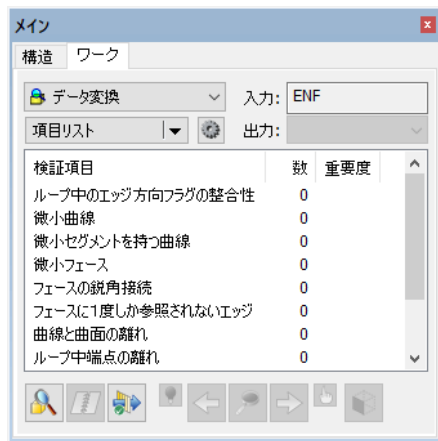 メイン
構造 ワーク
データ変換 入力: ENF
項目リスト 出力:
検証項目 数 重要度
ループ中のエッジ方向フラグの整合性 0
微小曲線 0
微小セグメントを持つ曲線 0
微小フェース 0
フェースの鋭角接続 0
フェースに1度しか参照されないエッジ 0
曲線と曲面の離れ 0
ループ中端点の離れ 0